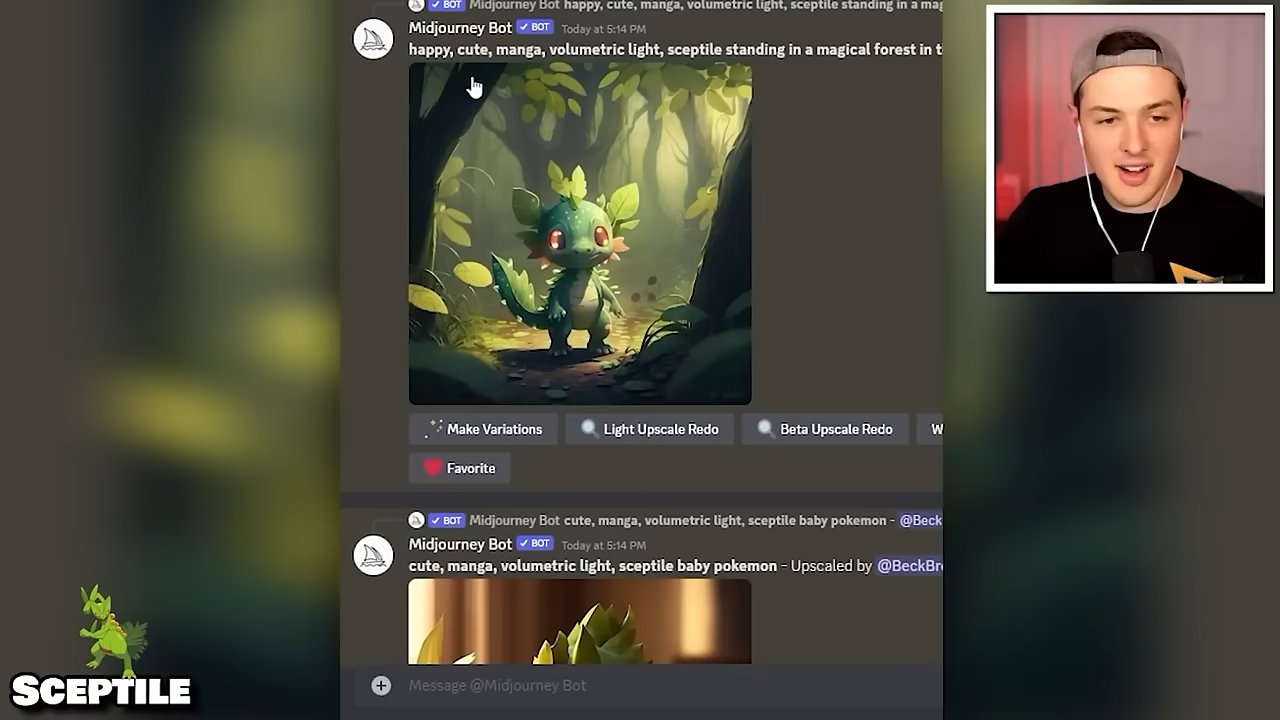 BOT Midjourney Bot happy, cute, manga, volumetric light, sceptile standing in a mag
Midjourney Bot BOT Today at 5:14 PM
happy, cute, manga, volumetric light, sceptile standing in a magical forest in t
Make Variations
Light Upscale Redo
Beta Upscale Redo
W
Favorite
BOT Midjourney Bot cute, manga, volumetric light, sceptile baby pokemon - @Beck
Midjourney Bot BOT Today at 5:14 PM
cute, manga, volumetric light, sceptile baby pokemon - Upscaled by @BeckBr
Message @Midjourney Bot
SCEPTILE